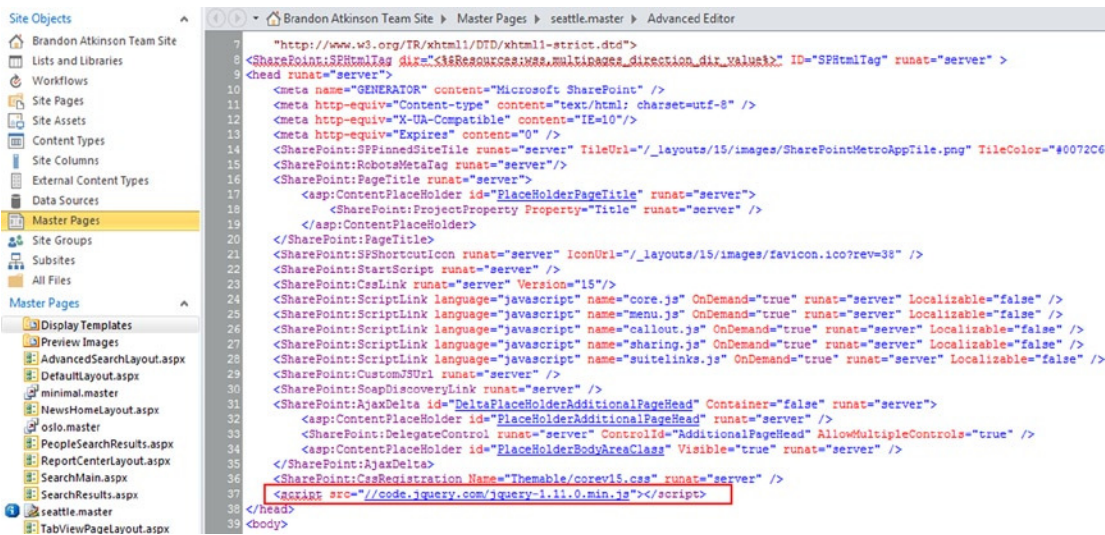 Site Objects
Brandon Atkinson Team Site
Lists and Libraries
Workflows
Site Pages
Site Assets
Content Types
Site Columns
External Content Types
Data Sources
Master Pages
Site Groups
Subsites
All Files
Master Pages
Display Templates
Preview Images
AdvancedSearchLayout.aspx
DefaultLayout.aspx
minimal.master
NewsHomeLayout.aspx
oslo.master
PeopleSearchResults.aspx
ReportCenterLayout.aspx
SearchMain.aspx
SearchResults.aspx
seattle.master
TabViewPageLayout.aspx
Brandon Atkinson Team Site Master Pages seattle.master Advanced Editor
7 "http://www.w3.org/TR/xhtml1/DTD/xhtml1-strict.dtd">
8 <SharePoint:SPHtmlTag dir="<%$Resources:wss,multipages_direction_dir_value%>" ID="SPHtmlTag" runat="server" >
9 <head runat="server">
10 <meta name="GENERATOR" content="Microsoft SharePoint" />
11 <meta http-equiv="Content-type" content="text/html; charset=utf-8" />
12 <meta http-equiv="X-UA-Compatible" content="IE=10"/>
13 <meta http-equiv="Expires" content="0" />
14 <SharePoint:SPPinnedSiteTile runat="server" TileUrl="/_layouts/15/images/SharePointMetroAppTile.png" TileColor="#0072C6
15 <SharePoint:RobotsMetaTag runat="server"/>
16 <SharePoint:PageTitle runat="server">
17 <asp:ContentPlaceHolder id="PlaceHolderPageTitle" runat="server">
18 <SharePoint:ProjectProperty Property="Title" runat="server" />
19 </asp:ContentPlaceHolder>
20 </SharePoint:PageTitle>
21 <SharePoint:SPShortcutIcon runat="server" IconUrl="/_layouts/15/images/favicon.ico?rev=38" />
22 <SharePoint:StartScript runat="server" />
23 <SharePoint:CssLink runat="server" Version="15"/>
24 <SharePoint:ScriptLink language="javascript" name="core.js" OnDemand="true" runat="server" Localizable="false" />
25 <SharePoint:ScriptLink language="javascript" name="menu.js" OnDemand="true" runat="server" Localizable="false" />
26 <SharePoint:ScriptLink language="javascript" name="callout.js" OnDemand="true" runat="server" Localizable="false" />
27 <SharePoint:ScriptLink language="javascript" name="sharing.js" OnDemand="true" runat="server" Localizable="false" />
28 <SharePoint:ScriptLink language="javascript" name="suitelinks.js" OnDemand="true" runat="server" Localizable="false" />
29 <SharePoint:CustomJSUrl runat="server" />
30 <SharePoint:SoapDiscoveryLink runat="server" />
31 <SharePoint:AjaxDelta id="DeltaPlaceHolderAdditionalPageHead" Container="false" runat="server">
32 <asp:ContentPlaceHolder id="PlaceHolderAdditionalPageHead" runat="server" />
33 <SharePoint:DelegateControl runat="server" ControlId="AdditionalPageHead" AllowMultipleControls="true" />
34 <asp:ContentPlaceHolder id="PlaceHolderBodyAreaClass" Visible="true" runat="server" />
35 </SharePoint:AjaxDelta>
36 <SharePoint:CssRegistration Name="Themable/corev15.css" runat="server" />
37 <script src="//code.jquery.com/jquery-1.11.0.min.js"></script>
38 </head>
39 <body>